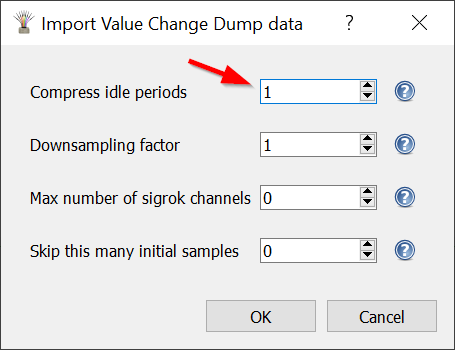 Import Value Change Dump data ?
Compress idle periods 1 ?
Downsampling factor 1 ?
Max number of sigrok channels 0 ?
Skip this many initial samples 0 ?
OK Cancel